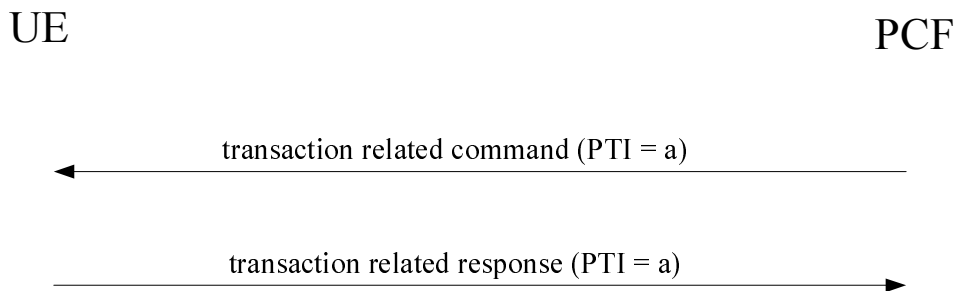 UE
PCF
transaction related command (PTI = a)
transaction related response (PTI = a)